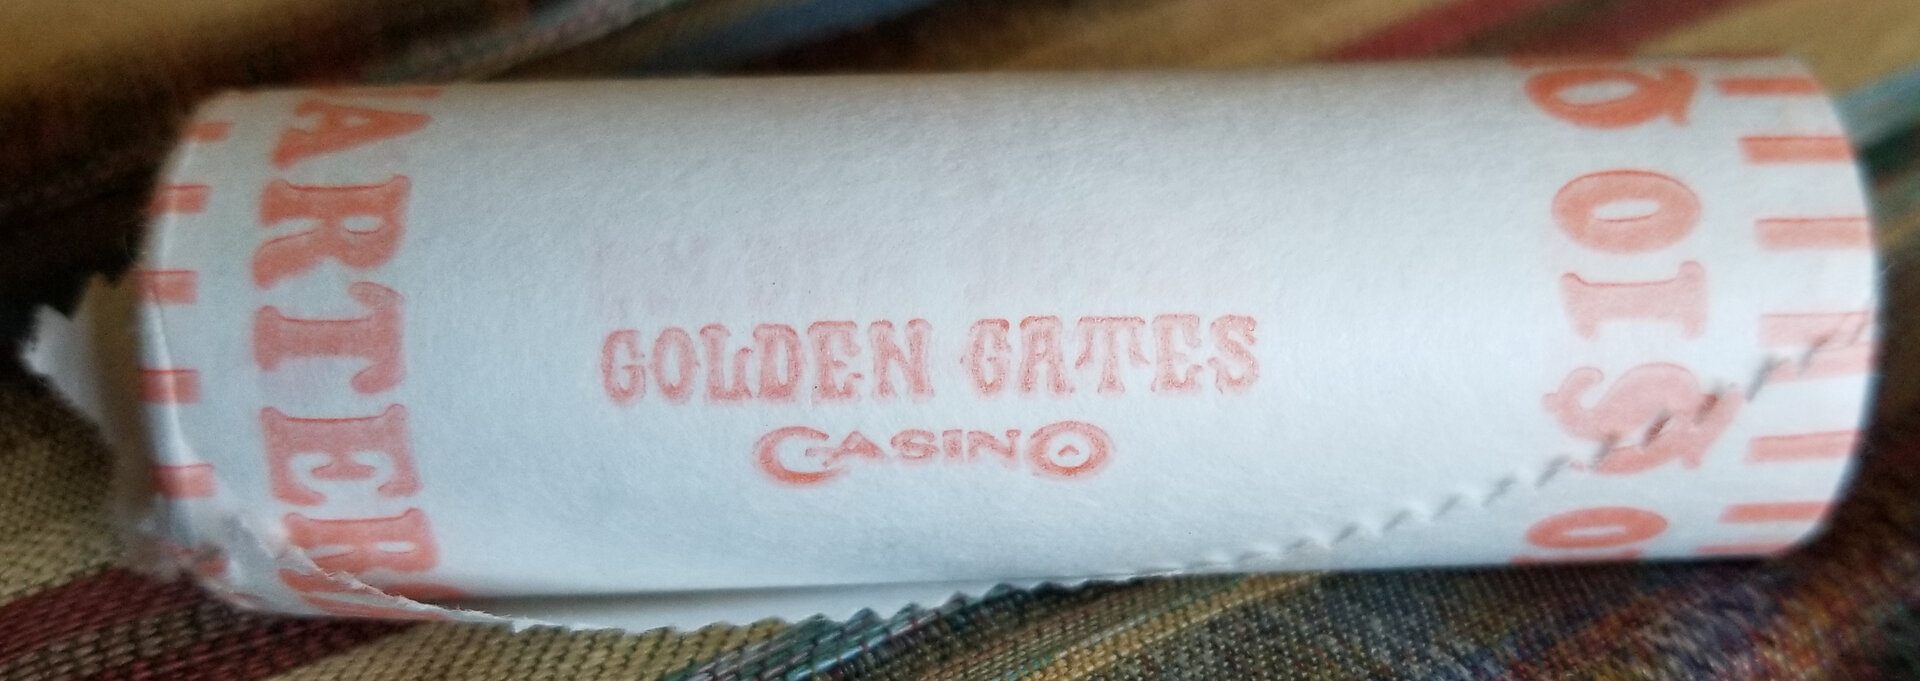 ARTER
GOLDEN GATES
CASINO
$10